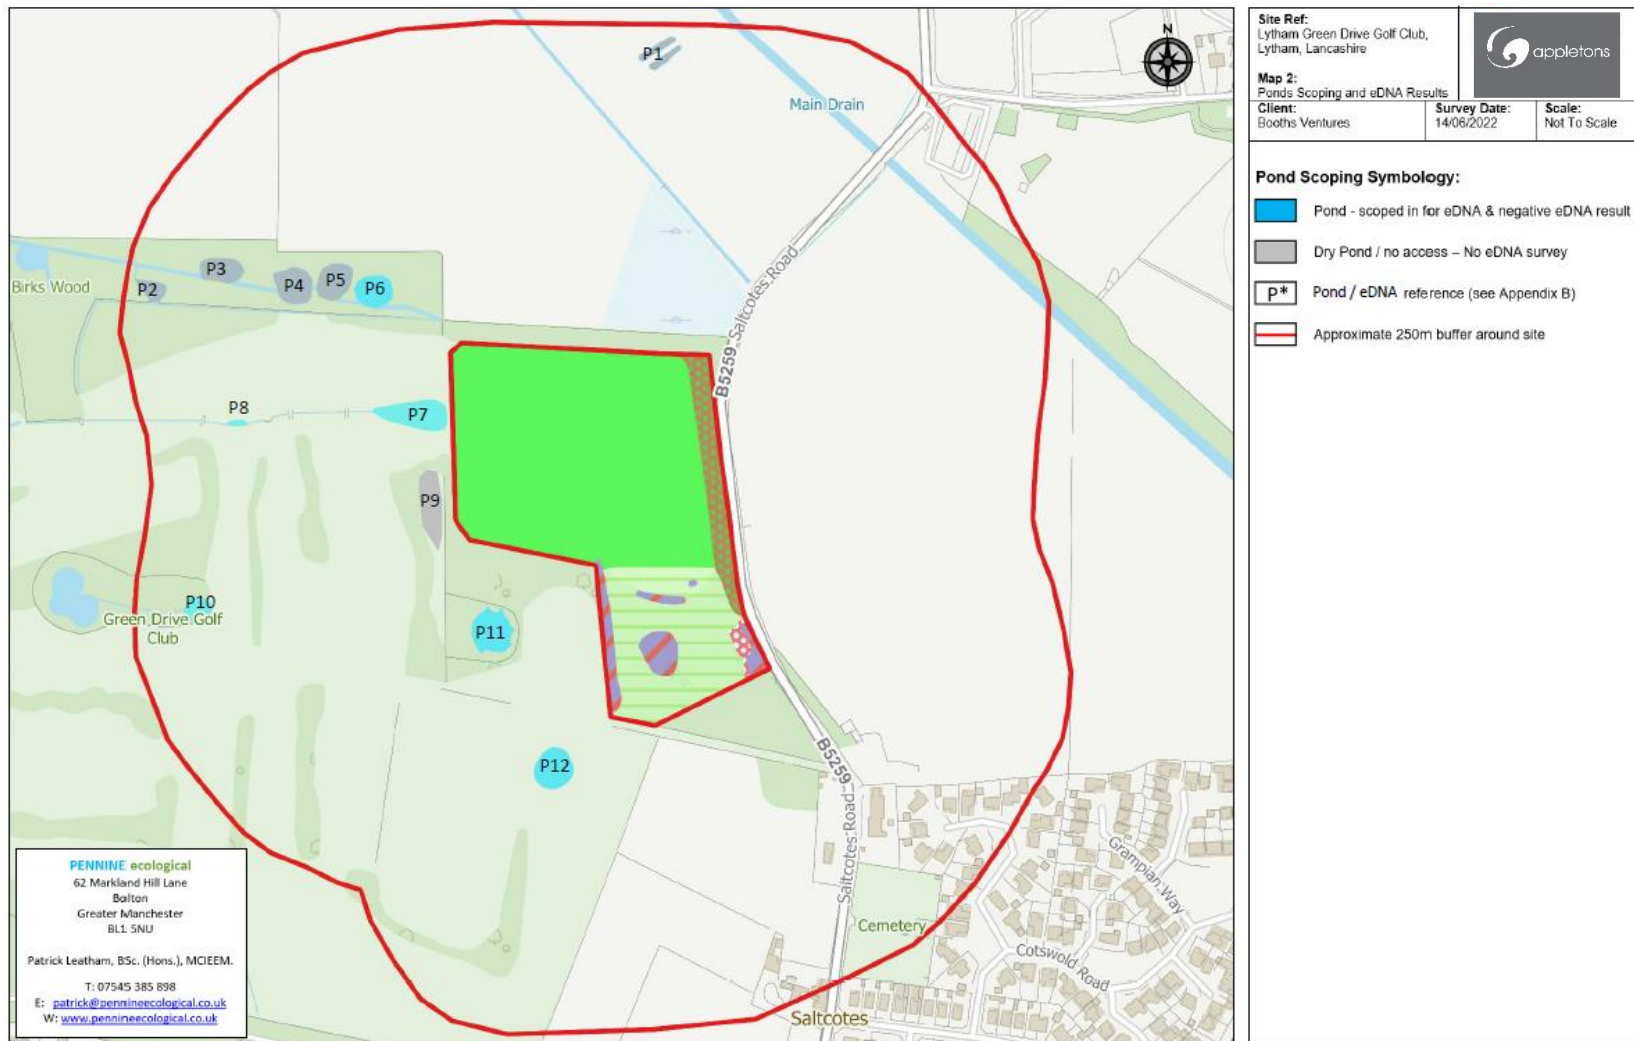 P1
N
Main Drain
Birks Wood
P2
P3
P4
P5
P6
B5259
Saltcotes Road
P7
P8
P9
P10
Green Drive Golf
Club
P11
P12
B5259
Saltcotes Road
Grampian Way
Cemetery
Cotswold Road
Saltcotes
PENNINE ecological
62 Markland Hill Lane
Bolton
Greater Manchester
BL1 5NU
Patrick Leatham, BSc. (Hons.), MCIEEM.
T: 07545 385 898
E: patrick@pennineecological.co.uk
W: www.pennineecological.co.uk
Site Ref:
Lytham Green Drive Golf Club,
Lytham, Lancashire
appletons
Map 2:
Ponds Scoping and eDNA Results
Client:
Booths Ventures
Survey Date:
14/06/2022
Scale:
Not To Scale
Pond Scoping Symbology:
Pond - scoped in for eDNA & negative eDNA result
Dry Pond / no access – No eDNA survey
P* Pond / eDNA reference (see Appendix B)
Approximate 250m buffer around site